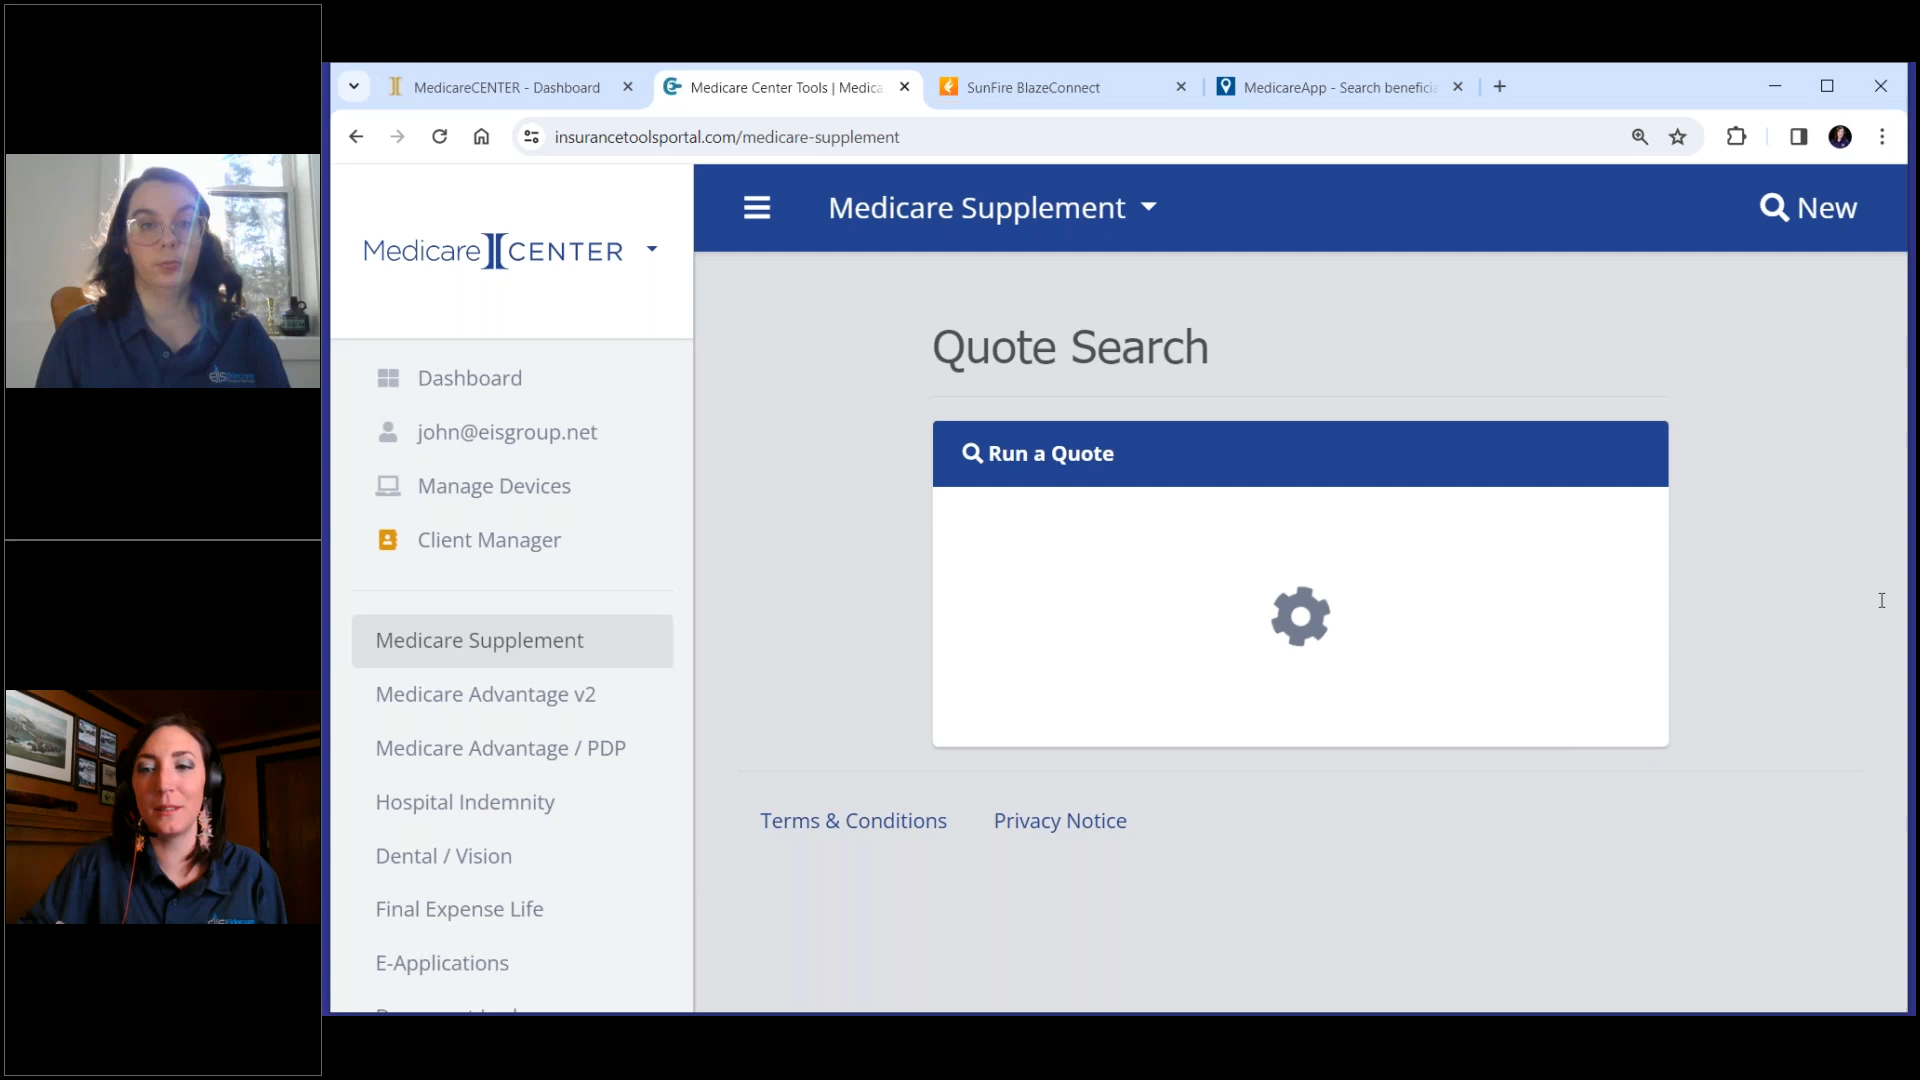 MedicareCENTER - Dashboard
Medicare Center Tools | Medica
SunFire BlazeConnect
MedicareApp - Search benefici
insurancetoolsportal.com/medicare-supplement
Medicare CENTER
Medicare Supplement
New
Dashboard
john@eisgroup.net
Manage Devices
Client Manager
Medicare Supplement
Medicare Advantage v2
Medicare Advantage / PDP
Hospital Indemnity
Dental / Vision
Final Expense Life
E-Applications
Quote Search
Run a Quote
Terms & Conditions
Privacy Notice
EIS